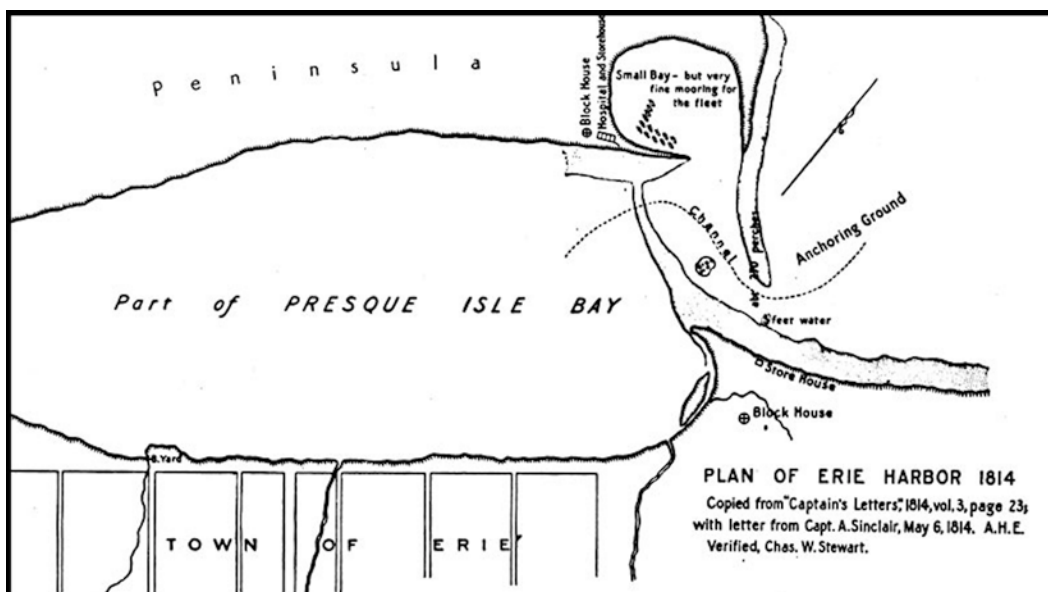 Peninsula
Block House
Hospital and Storehouse
Small Bay - but very
fine mooring for
the fleet
Channel
abt 270 perches
Anchoring Ground
Part of PRESQUE ISLE BAY
5 feet water
Store House
Block House
B. Yard
TOWN OF ERIE
PLAN OF ERIE HARBOR 1814
Copied from "Captain's Letters," 1814, vol. 3, page 23;
with letter from Capt. A. Sinclair, May 6, 1814. A.H.E.
Verified, Chas. W. Stewart.